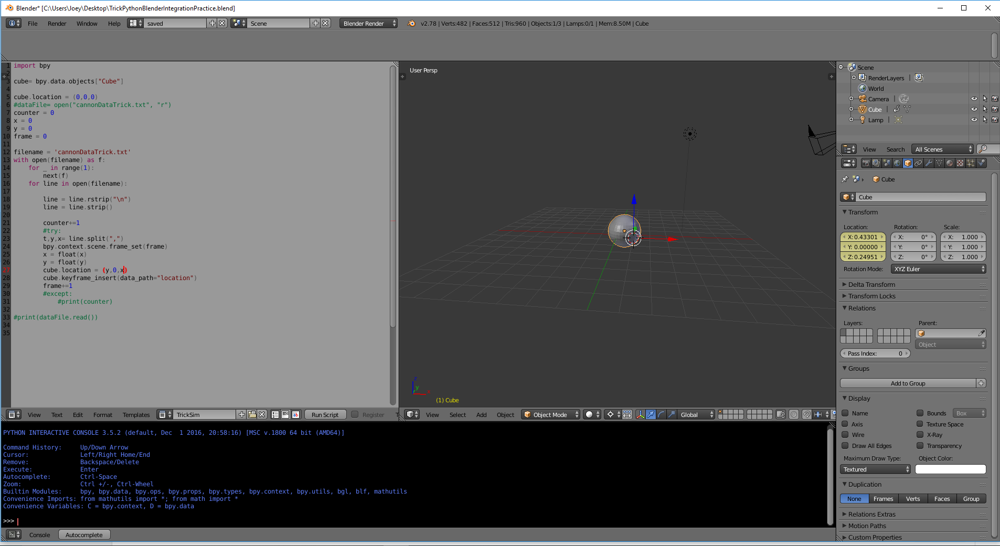 Blender* [C:\Users\Joey\Desktop\TrickPythonBlenderIntegrationPractice.blend]
File Render Window Help saved Scene Blender Render v2.78 | Verts:482 | Faces:512 | Tris:960 | Objects:1/3 | Lamps:0/1 | Mem:8.50M | Cube
1 import bpy
2
3 cube= bpy.data.objects["Cube"]
4
5 cube.location = (0,0,0)
6 #dataFile= open("cannonDataTrick.txt", "r")
7 counter = 0
8 x = 0
9 y = 0
10 frame = 0
11
12 filename = 'cannonDataTrick.txt'
13 with open(filename) as f:
14 for _ in range(1):
15 next(f)
16 for line in open(filename):
17
18 line = line.rstrip("\n")
19 line = line.strip()
20
21 counter+=1
22 #try:
23 t,y,x= line.split(",")
24 bpy.context.scene.frame_set(frame)
25 x = float(x)
26 y = float(y)
27 cube.location = (y,0,x)
28 cube.keyframe_insert(data_path="location")
29 frame+=1
30 #except:
31 #print(counter)
32
33 #print(dataFile.read())
34
35
View Text Edit Format Templates TrickSim Run Script Register
User Persp
z
y
x
(1) Cube
View Select Add Object Object Mode Global
Scene
RenderLayers
World
Camera
Cube
Lamp
View Search All Scenes
Cube
Cube
Transform
Location: Rotation: Scale:
X: 0.43301 X: 0° X: 1.000
Y: 0.00000 Y: 0° Y: 1.000
Z: 0.24951 Z: 0° Z: 1.000
Rotation Mode: XYZ Euler
Delta Transform
Transform Locks
Relations
Layers: Parent:
Object
Pass Index: 0
Groups
Add to Group
Display
Name Bounds Box
Axis Texture Space
Wire X-Ray
Draw All Edges Transparency
Maximum Draw Type: Object Color:
Textured
Duplication
None Frames Verts Faces Group
Relations Extras
Motion Paths
Custom Properties
PYTHON INTERACTIVE CONSOLE 3.5.2 (default, Dec  1 2016, 20:58:16) [MSC v.1800 64 bit (AMD64)]
Command History: Up/Down Arrow
Cursor: Left/Right Home/End
Remove: Backspace/Delete
Execute: Enter
Autocomplete: Ctrl-Space
Zoom: Ctrl +/-, Ctrl-Wheel
Builtin Modules: bpy, bpy.data, bpy.ops, bpy.props, bpy.types, bpy.context, bpy.utils, bgl, blf, mathutils
Convenience Imports: from mathutils import *; from math import *
Convenience Variables: C = bpy.context, D = bpy.data
>>>
Console Autocomplete